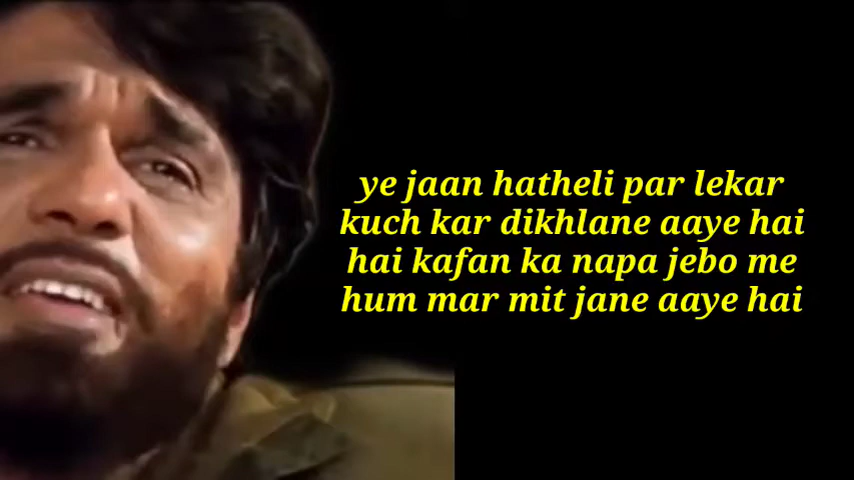 ye jaan hatheli par lekar
kuch kar dikhlane aaye hai
hai kafan ka napa jebo me
hum mar mit jane aaye hai